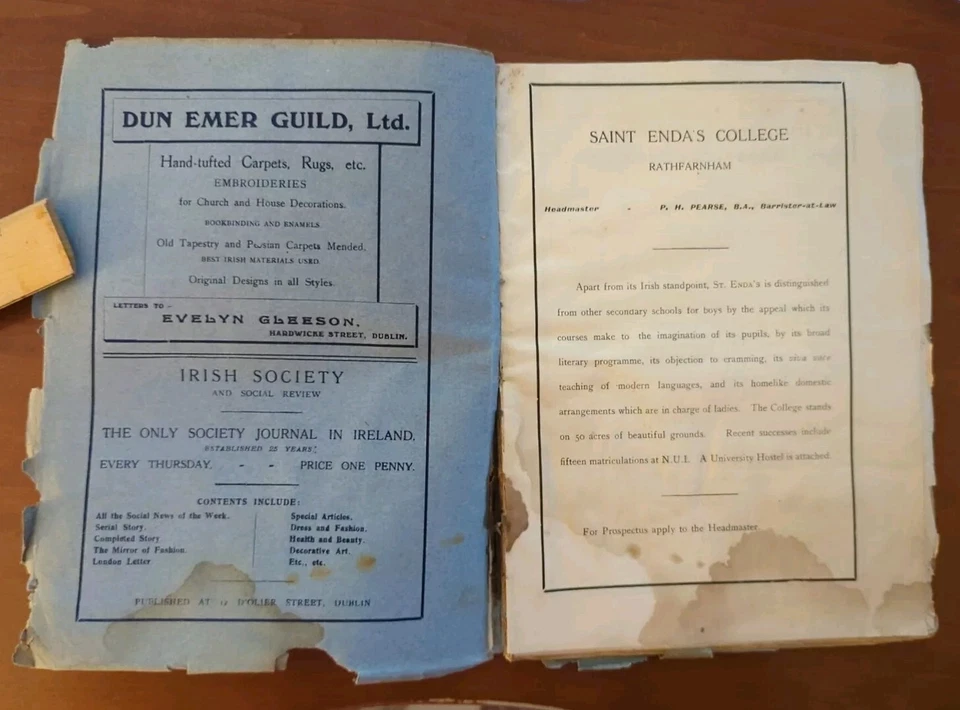 DUN EMER GUILD, Ltd.
Hand-tufted Carpets, Rugs, etc.
EMBROIDERIES
for Church and House Decorations.
BOOKBINDING AND ENAMELS
Old Tapestry and Persian Carpets Mended.
BEST IRISH MATERIALS USED.
Original Designs in all Styles.
LETTERS TO -
EVELYN GLEESON,
HARDWICKE STREET, DUBLIN.
IRISH SOCIETY
AND SOCIAL REVIEW
THE ONLY SOCIETY JOURNAL IN IRELAND.
ESTABLISHED 25 YEARS.
EVERY THURSDAY. - - PRICE ONE PENNY.
CONTENTS INCLUDE:
All the Social News of the Week.
Serial Story.
Completed Story
The Mirror of Fashion.
London Letter
Special Articles.
Dress and Fashion.
Health and Beauty.
Decorative Art.
Etc., etc.
PUBLISHED AT D'OLIER STREET, DUBLIN
SAINT ENDA'S COLLEGE
RATHFARNHAM
Headmaster - P. H. PEARSE, B.A., Barrister-at-Law
Apart from its Irish standpoint, ST. ENDA'S is distinguished
from other secondary schools for boys by the appeal which its
courses make to the imagination of its pupils, by its broad
literary programme, its objection to cramming, its viva voce
teaching of modern languages, and its homelike domestic
arrangements which are in charge of ladies. The College stands
on 50 acres of beautiful grounds. Recent successes include
fifteen matriculations at N.U.I. A University Hostel is attached
For Prospectus apply to the Headmaster